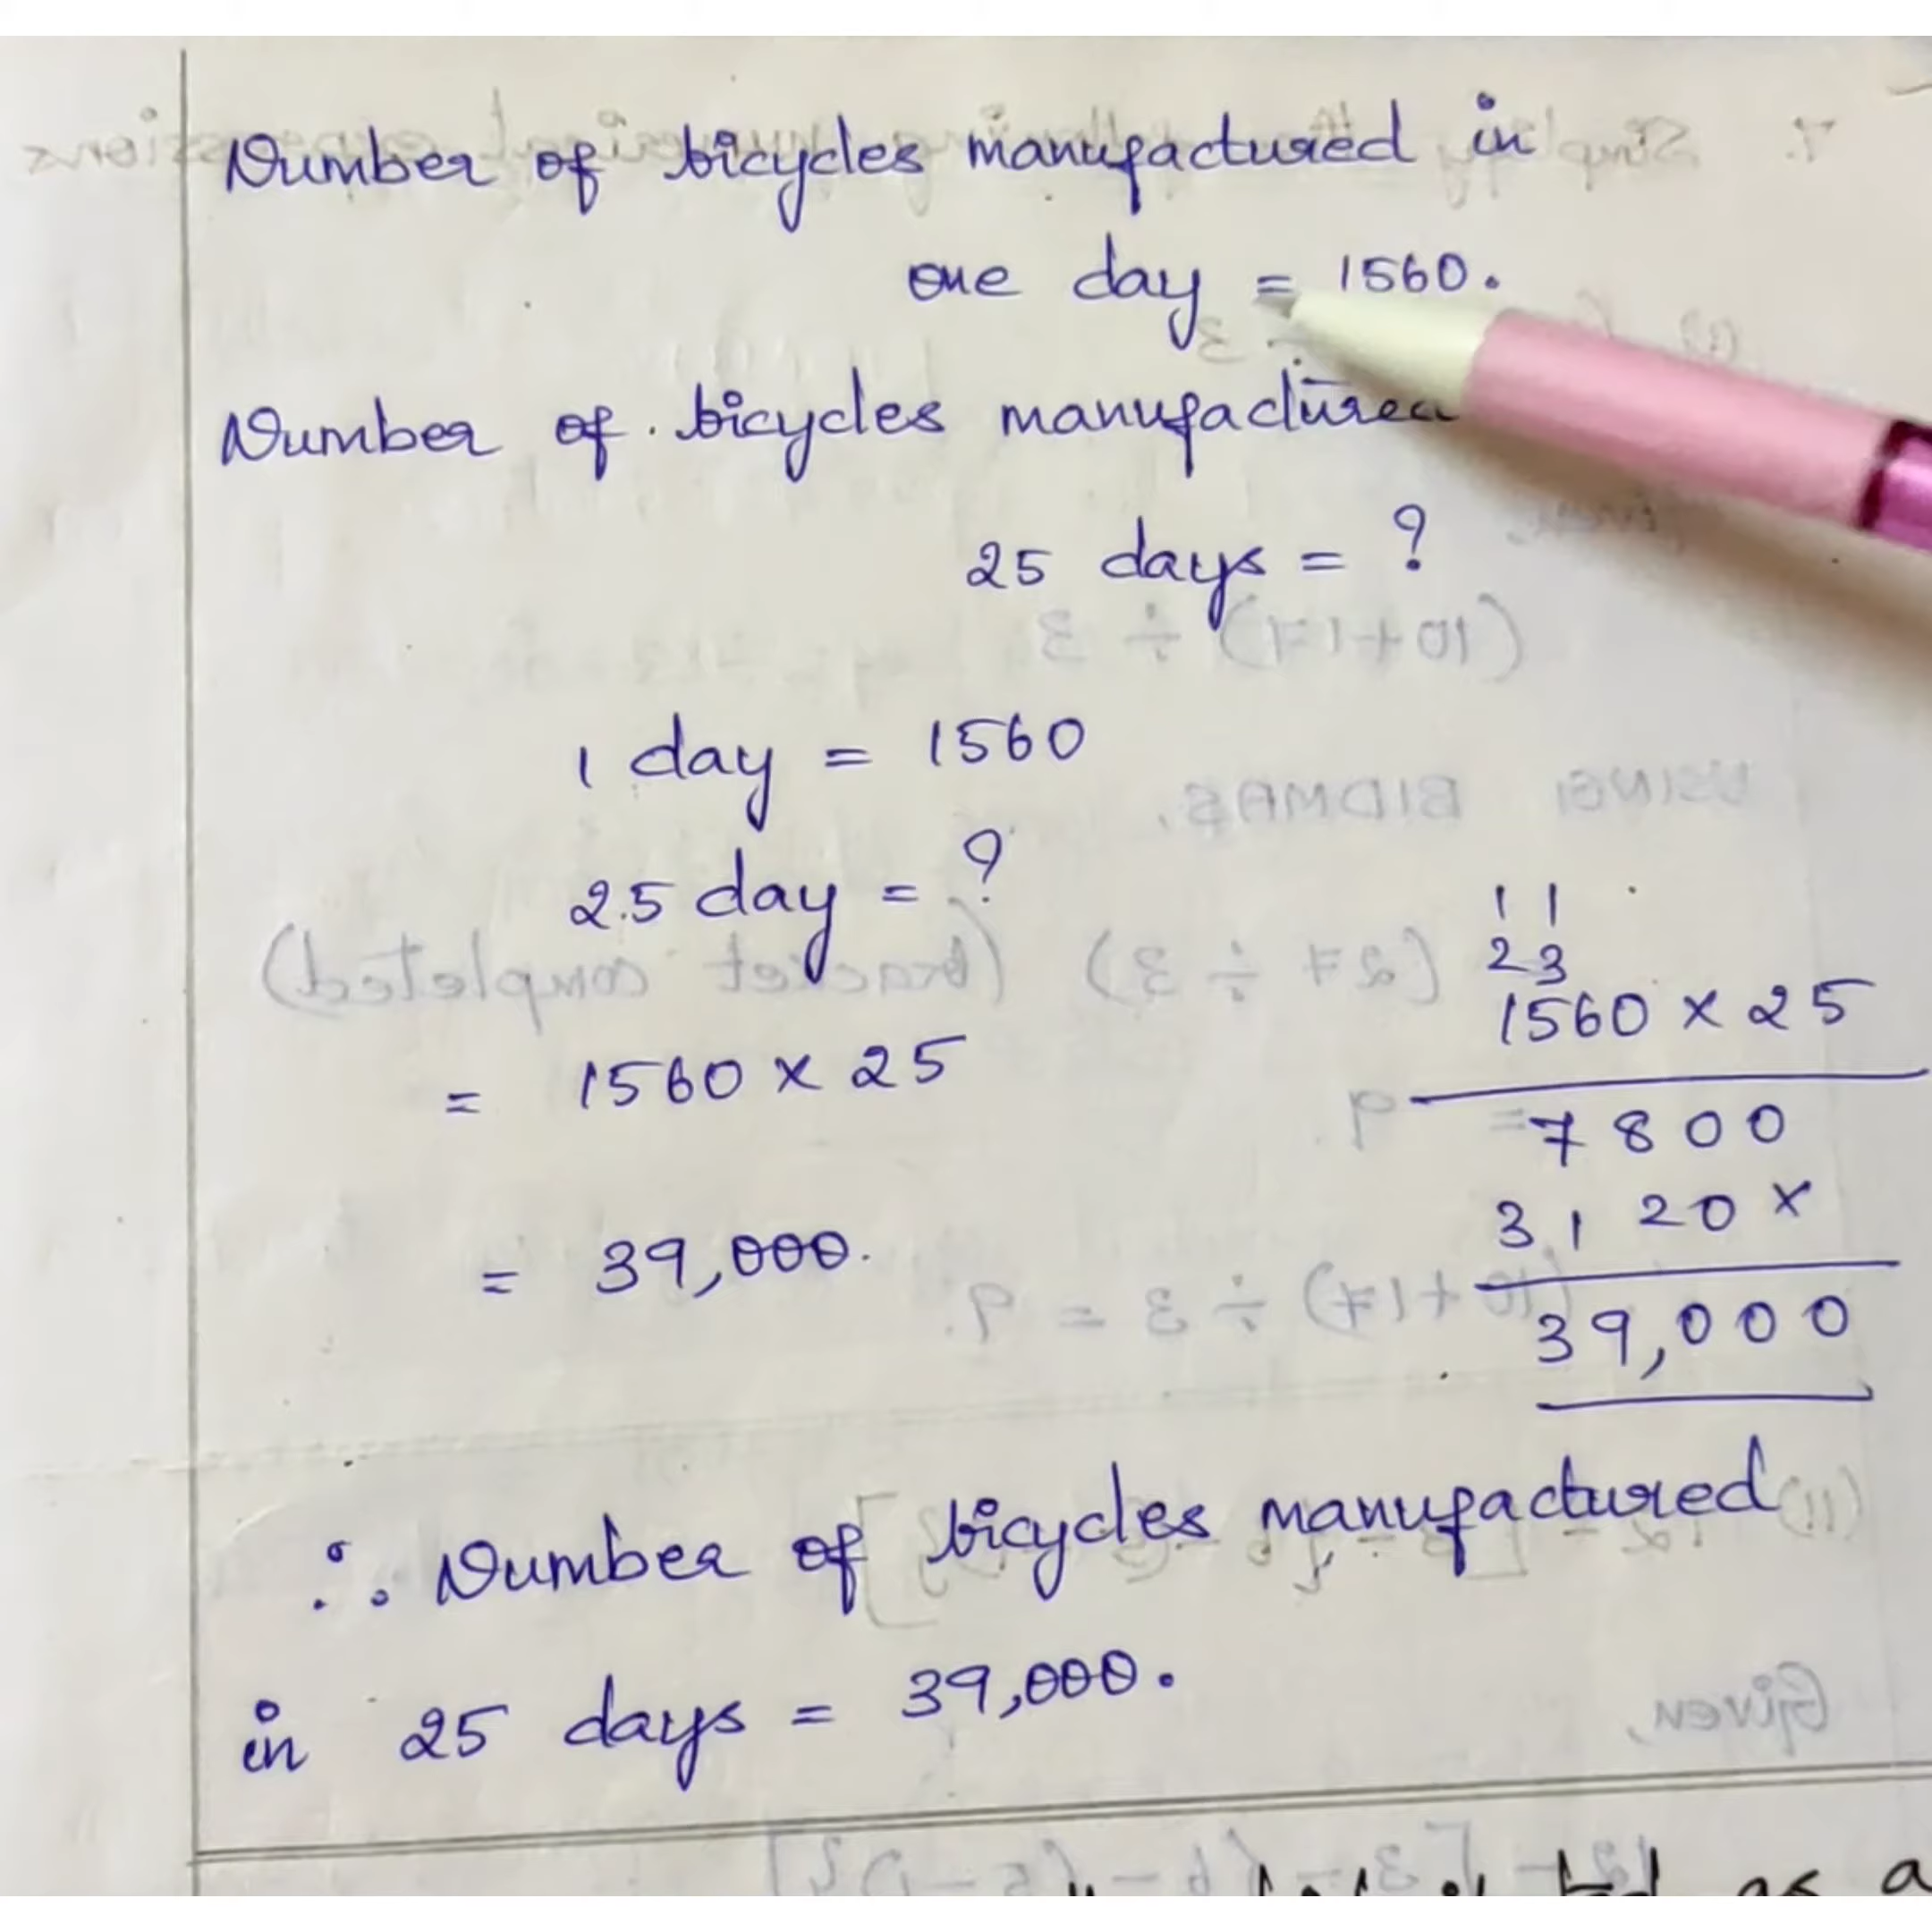 Number of bicycles manufactured in
one day = 1560.
Number of bicycles manufactured
25 days = ?
1 day = 1560
25 day = ?
= 1560 × 25
= 39,000.
1 1
2 3
1560 × 25
7800
3120 ×
39,000
∴ Number of bicycles manufactured
in 25 days = 39,000.
as a